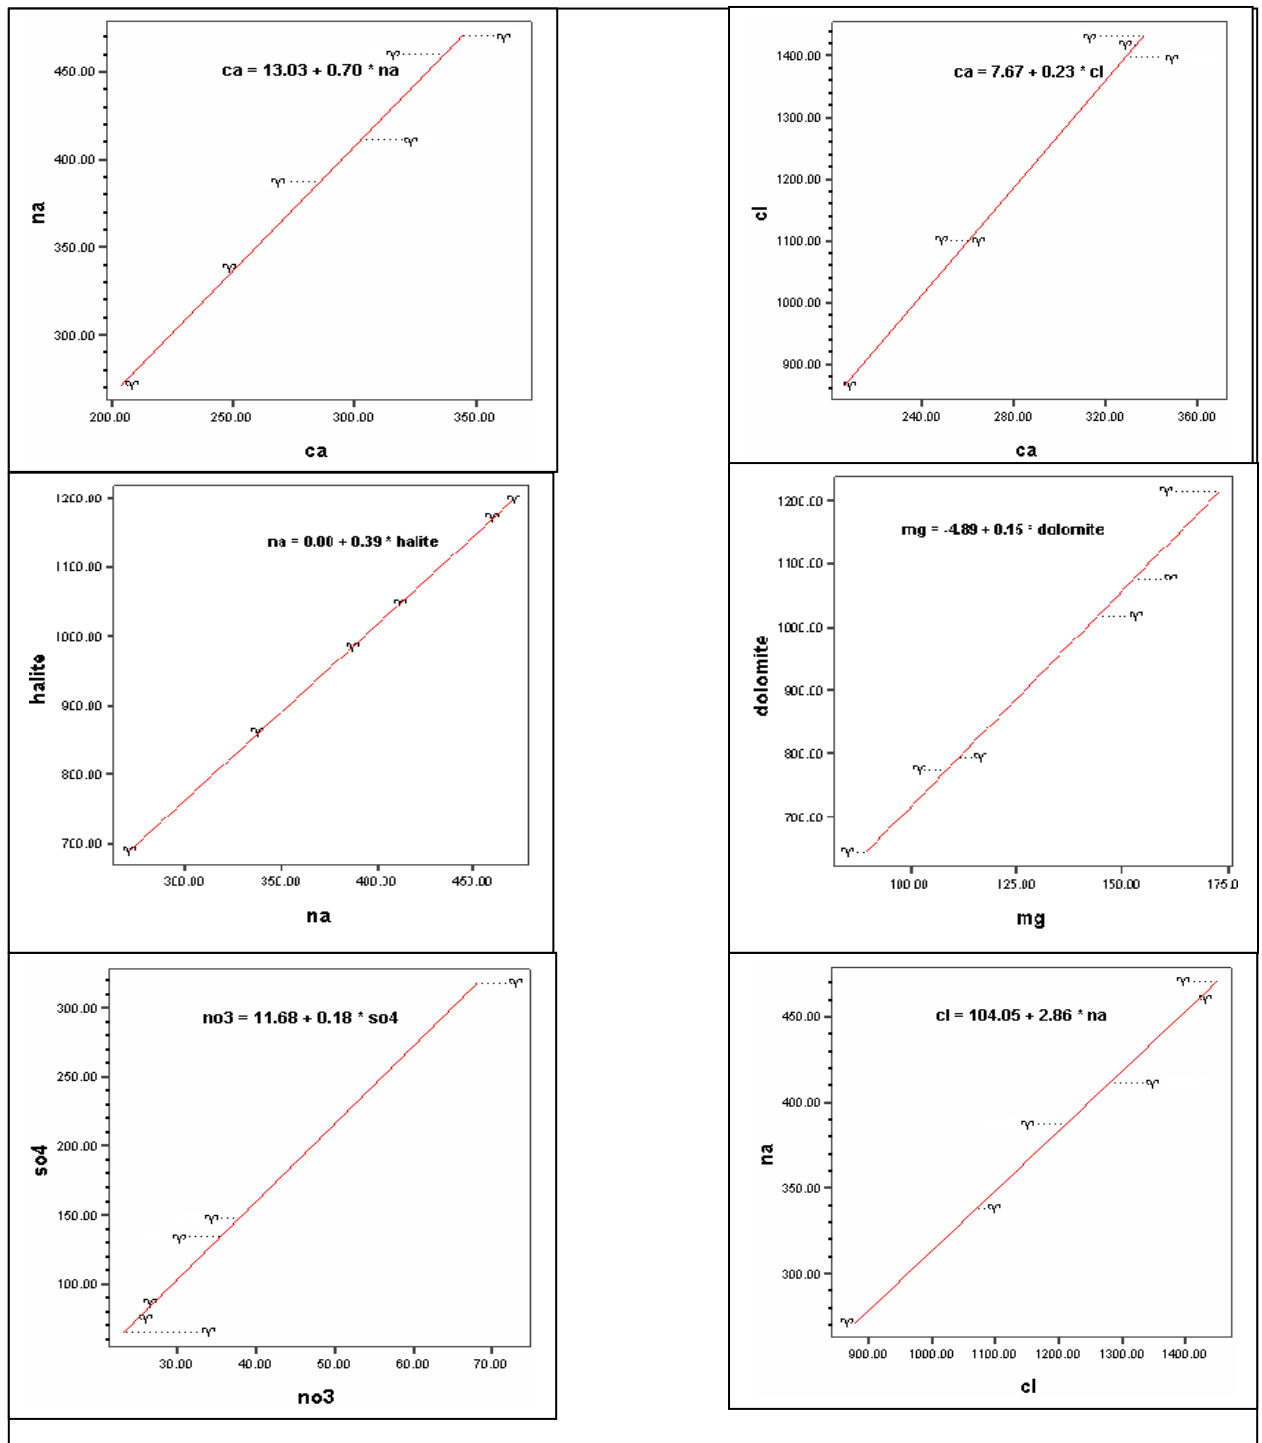 450.00
400.00
350.00
300.00
na
ca = 13.03 + 0.70 * na
200.00 250.00 300.00 350.00
ca
1400.00
1300.00
1200.00
1100.00
1000.00
900.00
cl
ca = 7.67 + 0.23 * cl
240.00 280.00 320.00 360.00
ca
1200.00
1100.00
1000.00
900.00
800.00
700.00
halite
na = 0.00 + 0.39 * halite
300.00 350.00 400.00 450.00
na
1200.00
1100.00
1000.00
900.00
800.00
700.00
dolomite
mg = -4.89 + 0.15 * dolomite
100.00 125.00 150.00 175.0
mg
300.00
250.00
200.00
150.00
100.00
so4
no3 = 11.68 + 0.18 * so4
30.00 40.00 50.00 60.00 70.00
no3
450.00
400.00
350.00
300.00
na
cl = 104.05 + 2.86 * na
900.00 1000.00 1100.00 1200.00 1300.00 1400.00
cl